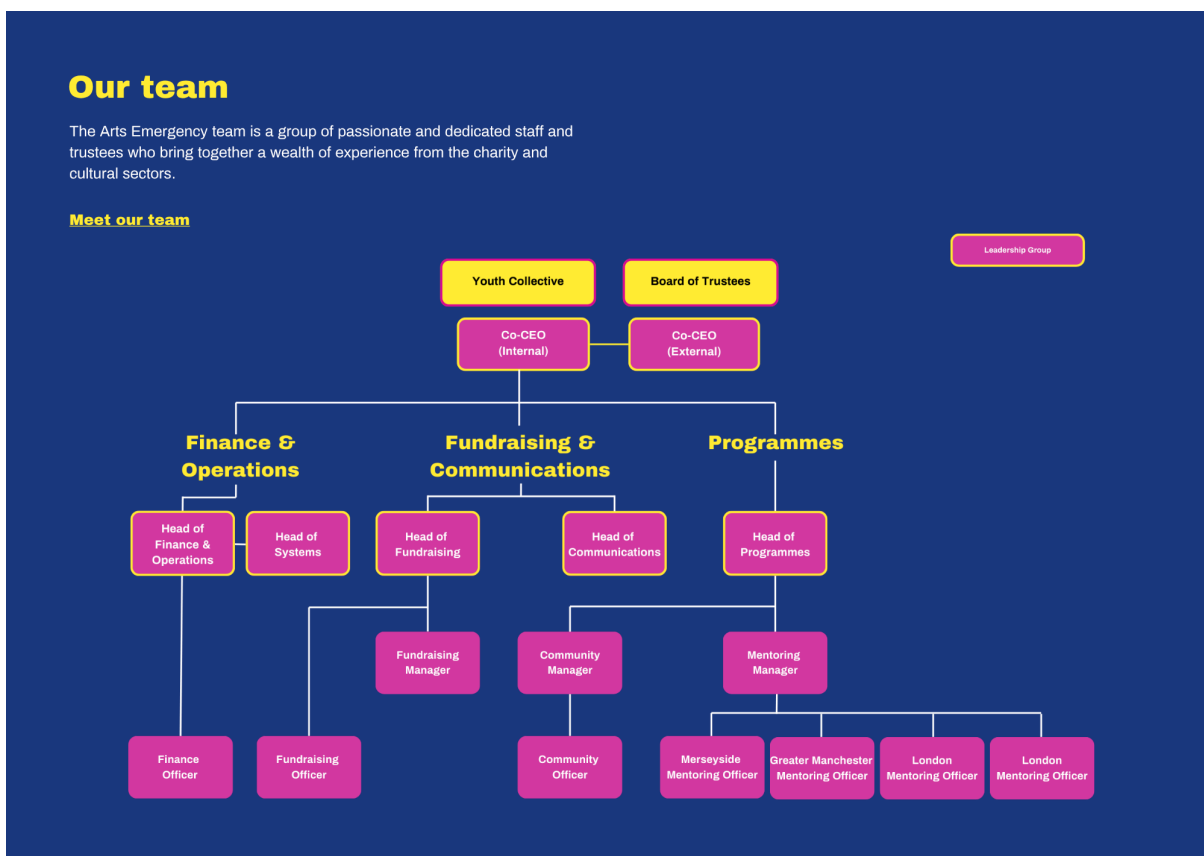 Our team
The Arts Emergency team is a group of passionate and dedicated staff and
trustees who bring together a wealth of experience from the charity and
cultural sectors.
Meet our team
Leadership Group
Youth Collective
Board of Trustees
Co-CEO
(Internal)
Co-CEO
(External)
Finance &
Operations
Fundraising &
Communications
Programmes
Head of
Finance &
Operations
Head of
Systems
Head of
Fundraising
Head of
Communications
Head of
Programmes
Fundraising
Manager
Community
Manager
Mentoring
Manager
Finance
Officer
Fundraising
Officer
Community
Officer
Merseyside
Mentoring Officer
Greater Manchester
Mentoring Officer
London
Mentoring Officer
London
Mentoring Officer